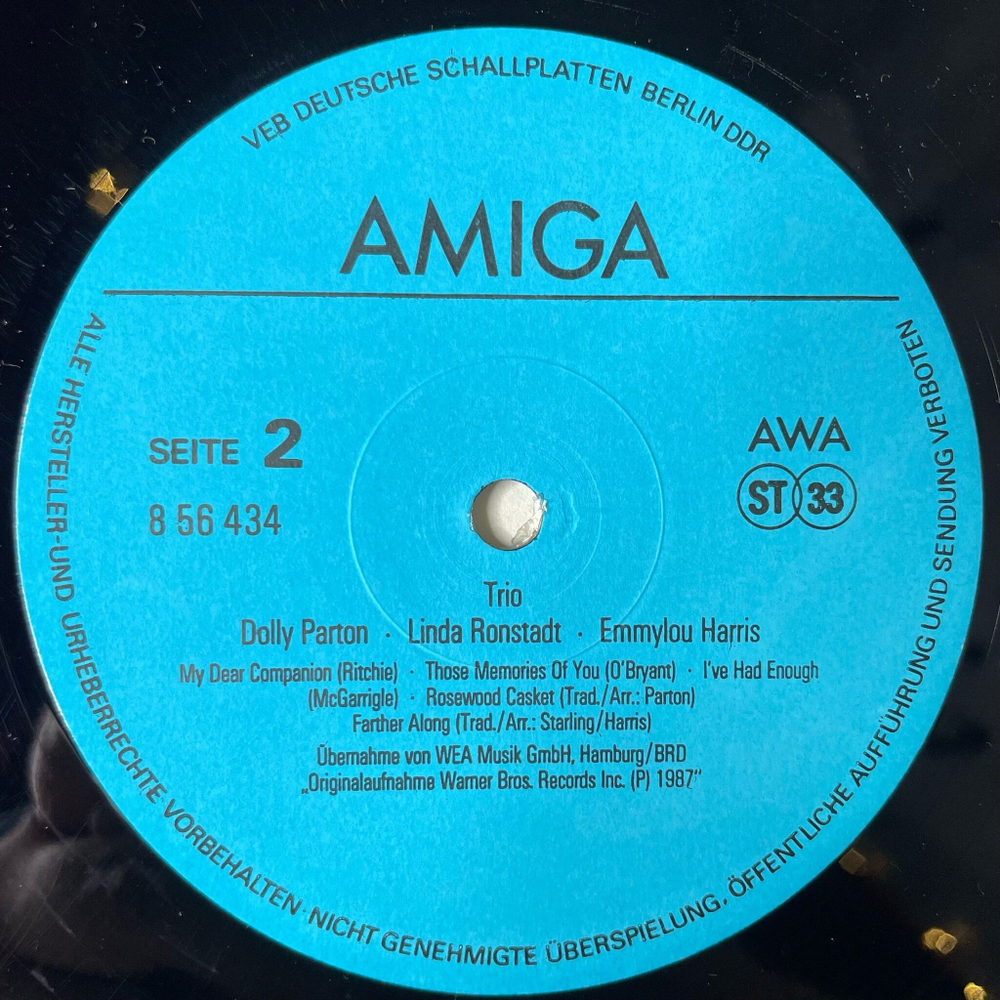 VEB DEUTSCHE SCHALLPLATTEN BERLIN DDR
AMIGA
SEITE 2
8 56 434
AWA
ST 33
Trio
Dolly Parton · Linda Ronstadt · Emmylou Harris
My Dear Companion (Ritchie) · Those Memories Of You (O'Bryant) · I've Had Enough
(McGarrigle) · Rosewood Casket (Trad./Arr.: Parton)
Farther Along (Trad./Arr.: Starling/Harris)
Übernahme von WEA Musik GmbH, Hamburg/BRD
„Originalaufnahme Warner Bros. Records Inc. (P) 1987"
ALLE HERSTELLER-UND URHEBERRECHTE VORBEHALTEN · NICHT GENEHMIGTE ÜBERSPIELUNG, ÖFFENTLICHE AUFFÜHRUNG UND SENDUNG VERBOTEN